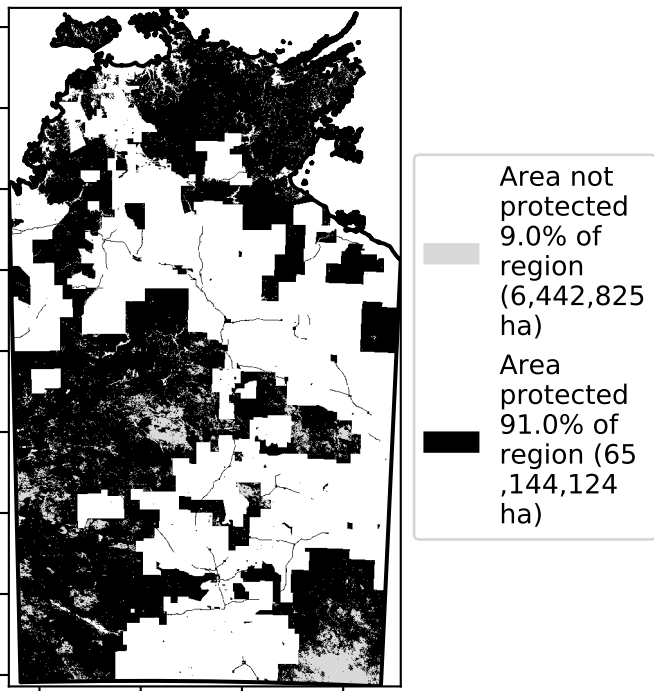 Area not
protected
9.0% of
region
(6,442,825
ha)
Area
protected
91.0% of
region (65
,144,124
ha)